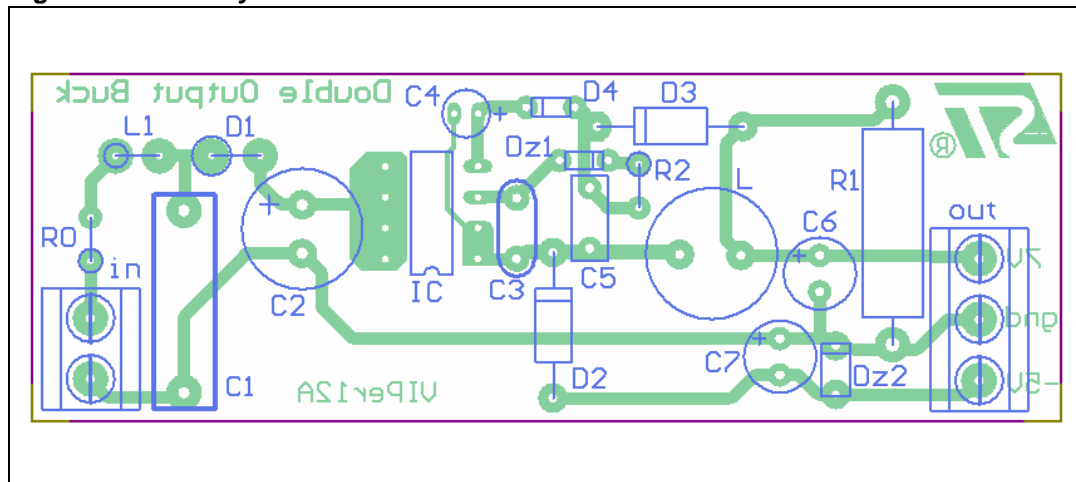 Double Output Buck
C4
D4
D3
L1
D1
Dz1
R2
L
R1
®
R0
in
C2
IC
C3
C5
C6
out
7V
gnd
-5V
C1
VIPer12A
D2
C7
Dz2
+
+
+